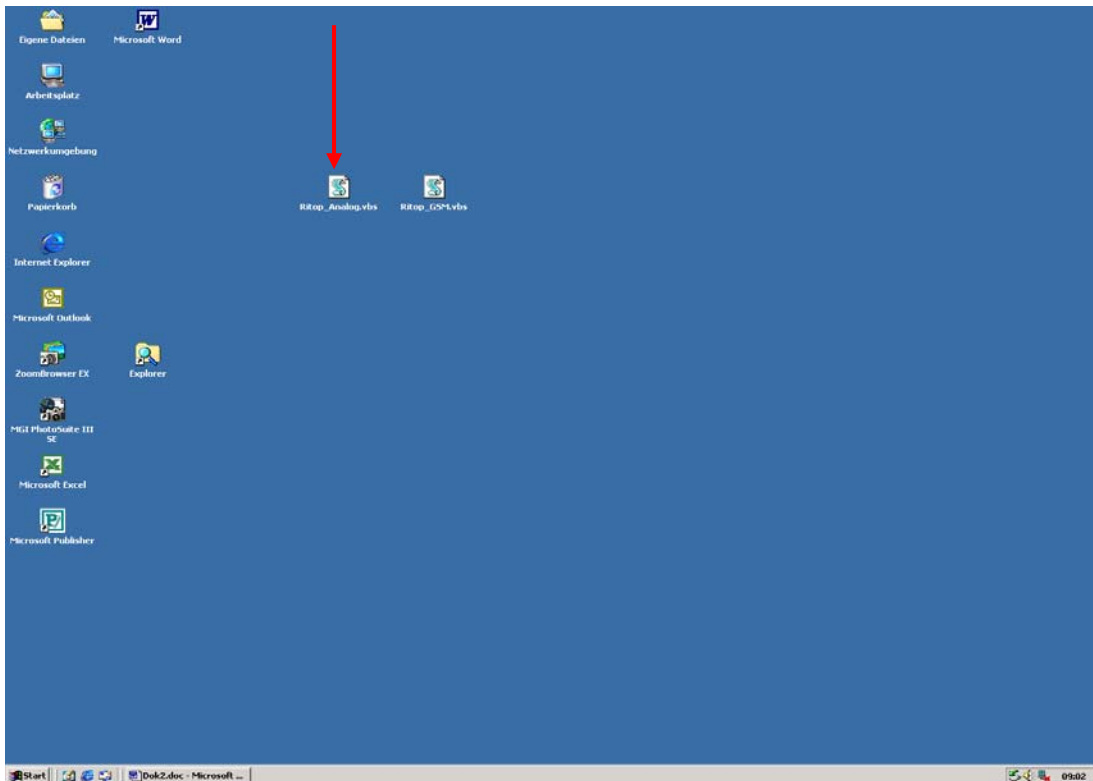 Eigene Dateien
Microsoft Word
Arbeitsplatz
Netzwerkumgebung
Papierkorb
Ritop_Analog.vbs
Ritop_GSM.vbs
Internet Explorer
Microsoft Outlook
ZoomBrowser EX
Explorer
MGI PhotoSuite III
SE
Microsoft Excel
Microsoft Publisher
Start
Dok2.doc - Microsoft ...
09:02